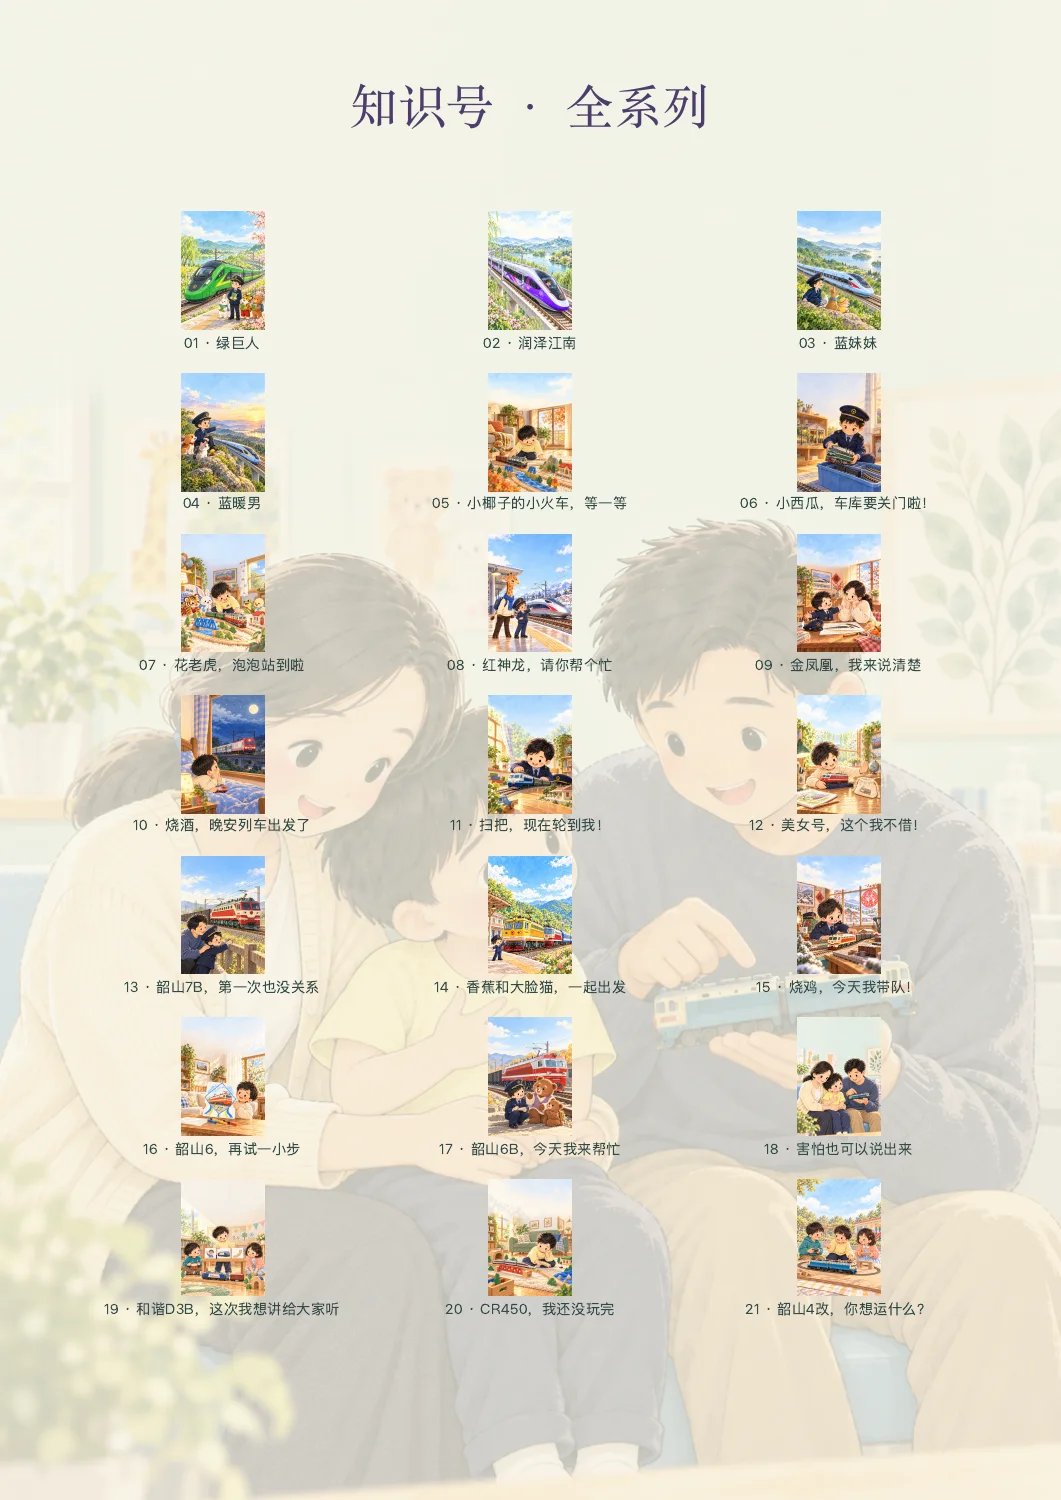 知识号 · 全系列
01 · 绿巨人
02 · 润泽江南
03 · 蓝妹妹
04 · 蓝暖男
05 · 小椰子的小火车，等一等
06 · 小西瓜，车库要关门啦！
07 · 花老虎，泡泡站到啦
08 · 红神龙，请你帮个忙
09 · 金凤凰，我来说清楚
10 · 烧酒，晚安列车出发了
11 · 扫把，现在轮到我！
12 · 美女号，这个我不借！
13 · 韶山7B，第一次也没关系
14 · 香蕉和大脸猫，一起出发
15 · 烧鸡，今天我带队！
16 · 韶山6，再试一小步
17 · 韶山6B，今天我来帮忙
18 · 害怕也可以说出来
19 · 和谐D3B，这次我想讲给大家听
20 · CR450，我还没玩完
21 · 韶山4改，你想运什么？